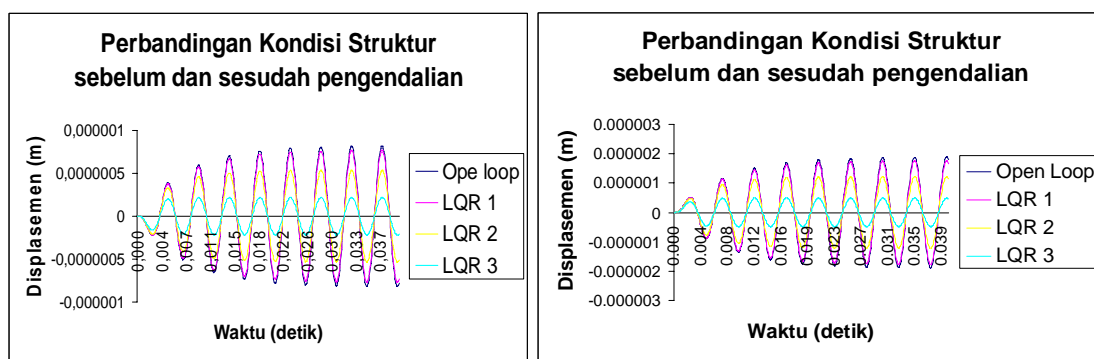 Perbandingan Kondisi Struktur
sebelum dan sesudah pengendalian
Displasemen (m)
0,000001
0,0000005
0
-0,0000005
-0,000001
0,000
0,004
0,007
0,011
0,015
0,018
0,022
0,026
0,030
0,033
0,037
Waktu (detik)
Ope loop
LQR 1
LQR 2
LQR 3
Perbandingan Kondisi Struktur
sebelum dan sesudah pengendalian
Displasemen (m)
0.000003
0.000002
0.000001
0
-0.000001
-0.000002
-0.000003
0.000
0.004
0.008
0.012
0.016
0.019
0.023
0.027
0.031
0.035
0.039
Waktu (detik)
Open Loop
LQR 1
LQR 2
LQR 3